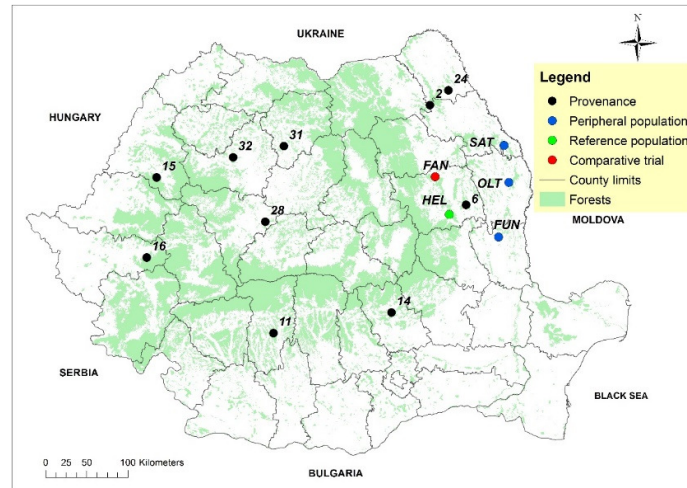 UKRAINE
N
24
2
Legend
Provenance
Peripheral population
Reference population
Comparative trial
County limits
Forests
HUNGARY
SAT
31
32
15
FAN
OLT
6
HEL
MOLDOVA
28
FUN
16
14
11
SERBIA
BLACK SEA
0 25 50 100 Kilometers
BULGARIA